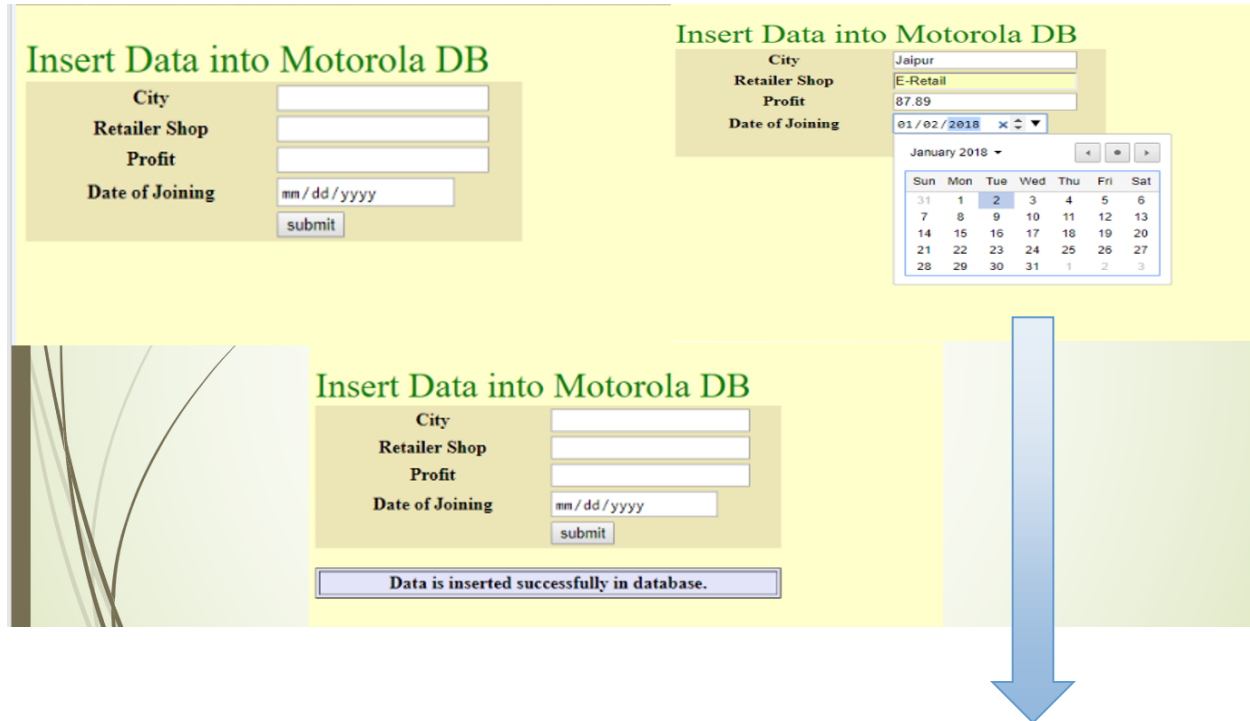 Insert Data into Motorola DB
City
Retailer Shop
Profit
Date of Joining mm/dd/yyyy
submit
Insert Data into Motorola DB
City Jaipur
Retailer Shop E-Retail
Profit 87.89
Date of Joining 01/02/2018
January 2018
Sun Mon Tue Wed Thu Fri Sat
31 1 2 3 4 5 6
7 8 9 10 11 12 13
14 15 16 17 18 19 20
21 22 23 24 25 26 27
28 29 30 31 1 2 3
Insert Data into Motorola DB
City
Retailer Shop
Profit
Date of Joining mm/dd/yyyy
submit
Data is inserted successfully in database.